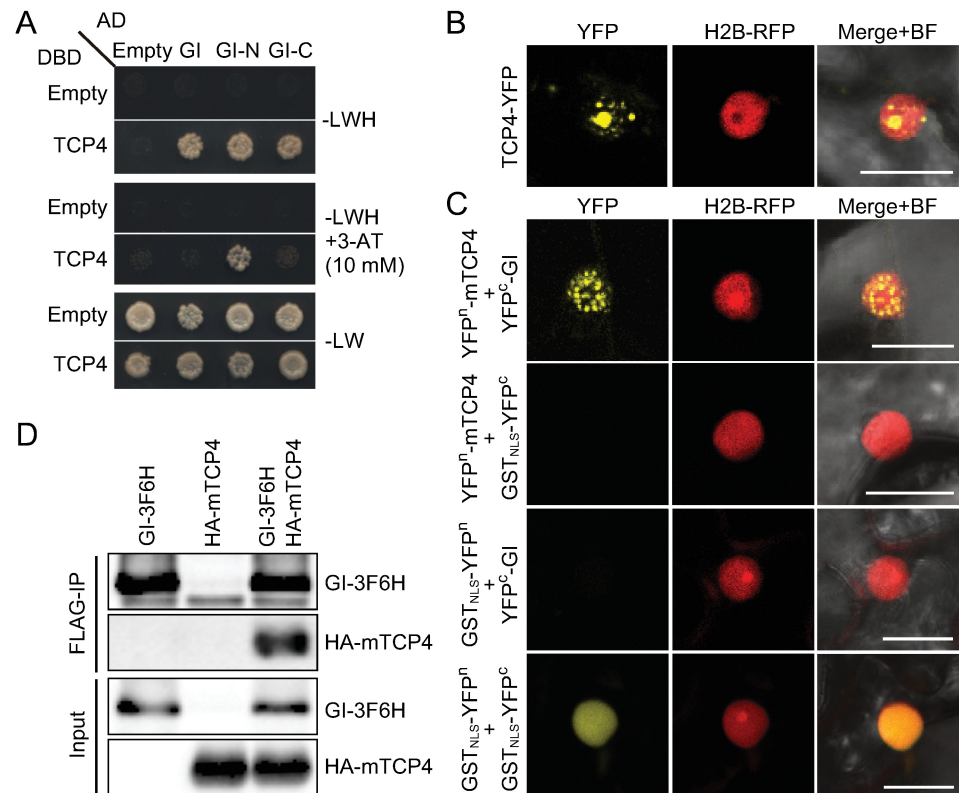 A
AD
DBD
Empty GI GI-N GI-C
Empty
TCP4
-LWH
Empty
TCP4
-LWH
+3-AT
(10 mM)
Empty
TCP4
-LW
B
YFP H2B-RFP Merge+BF
TCP4-YFP
C
YFP H2B-RFP Merge+BF
YFPⁿ-mTCP4
+
YFPᶜ-GI
YFPⁿ-mTCP4
+
GSTNLS-YFPᶜ
GSTNLS-YFPⁿ
+
YFPᶜ-GI
GSTNLS-YFPⁿ
+
GSTNLS-YFPᶜ
D
GI-3F6H
HA-mTCP4
GI-3F6H
HA-mTCP4
FLAG-IP
GI-3F6H
HA-mTCP4
Input
GI-3F6H
HA-mTCP4